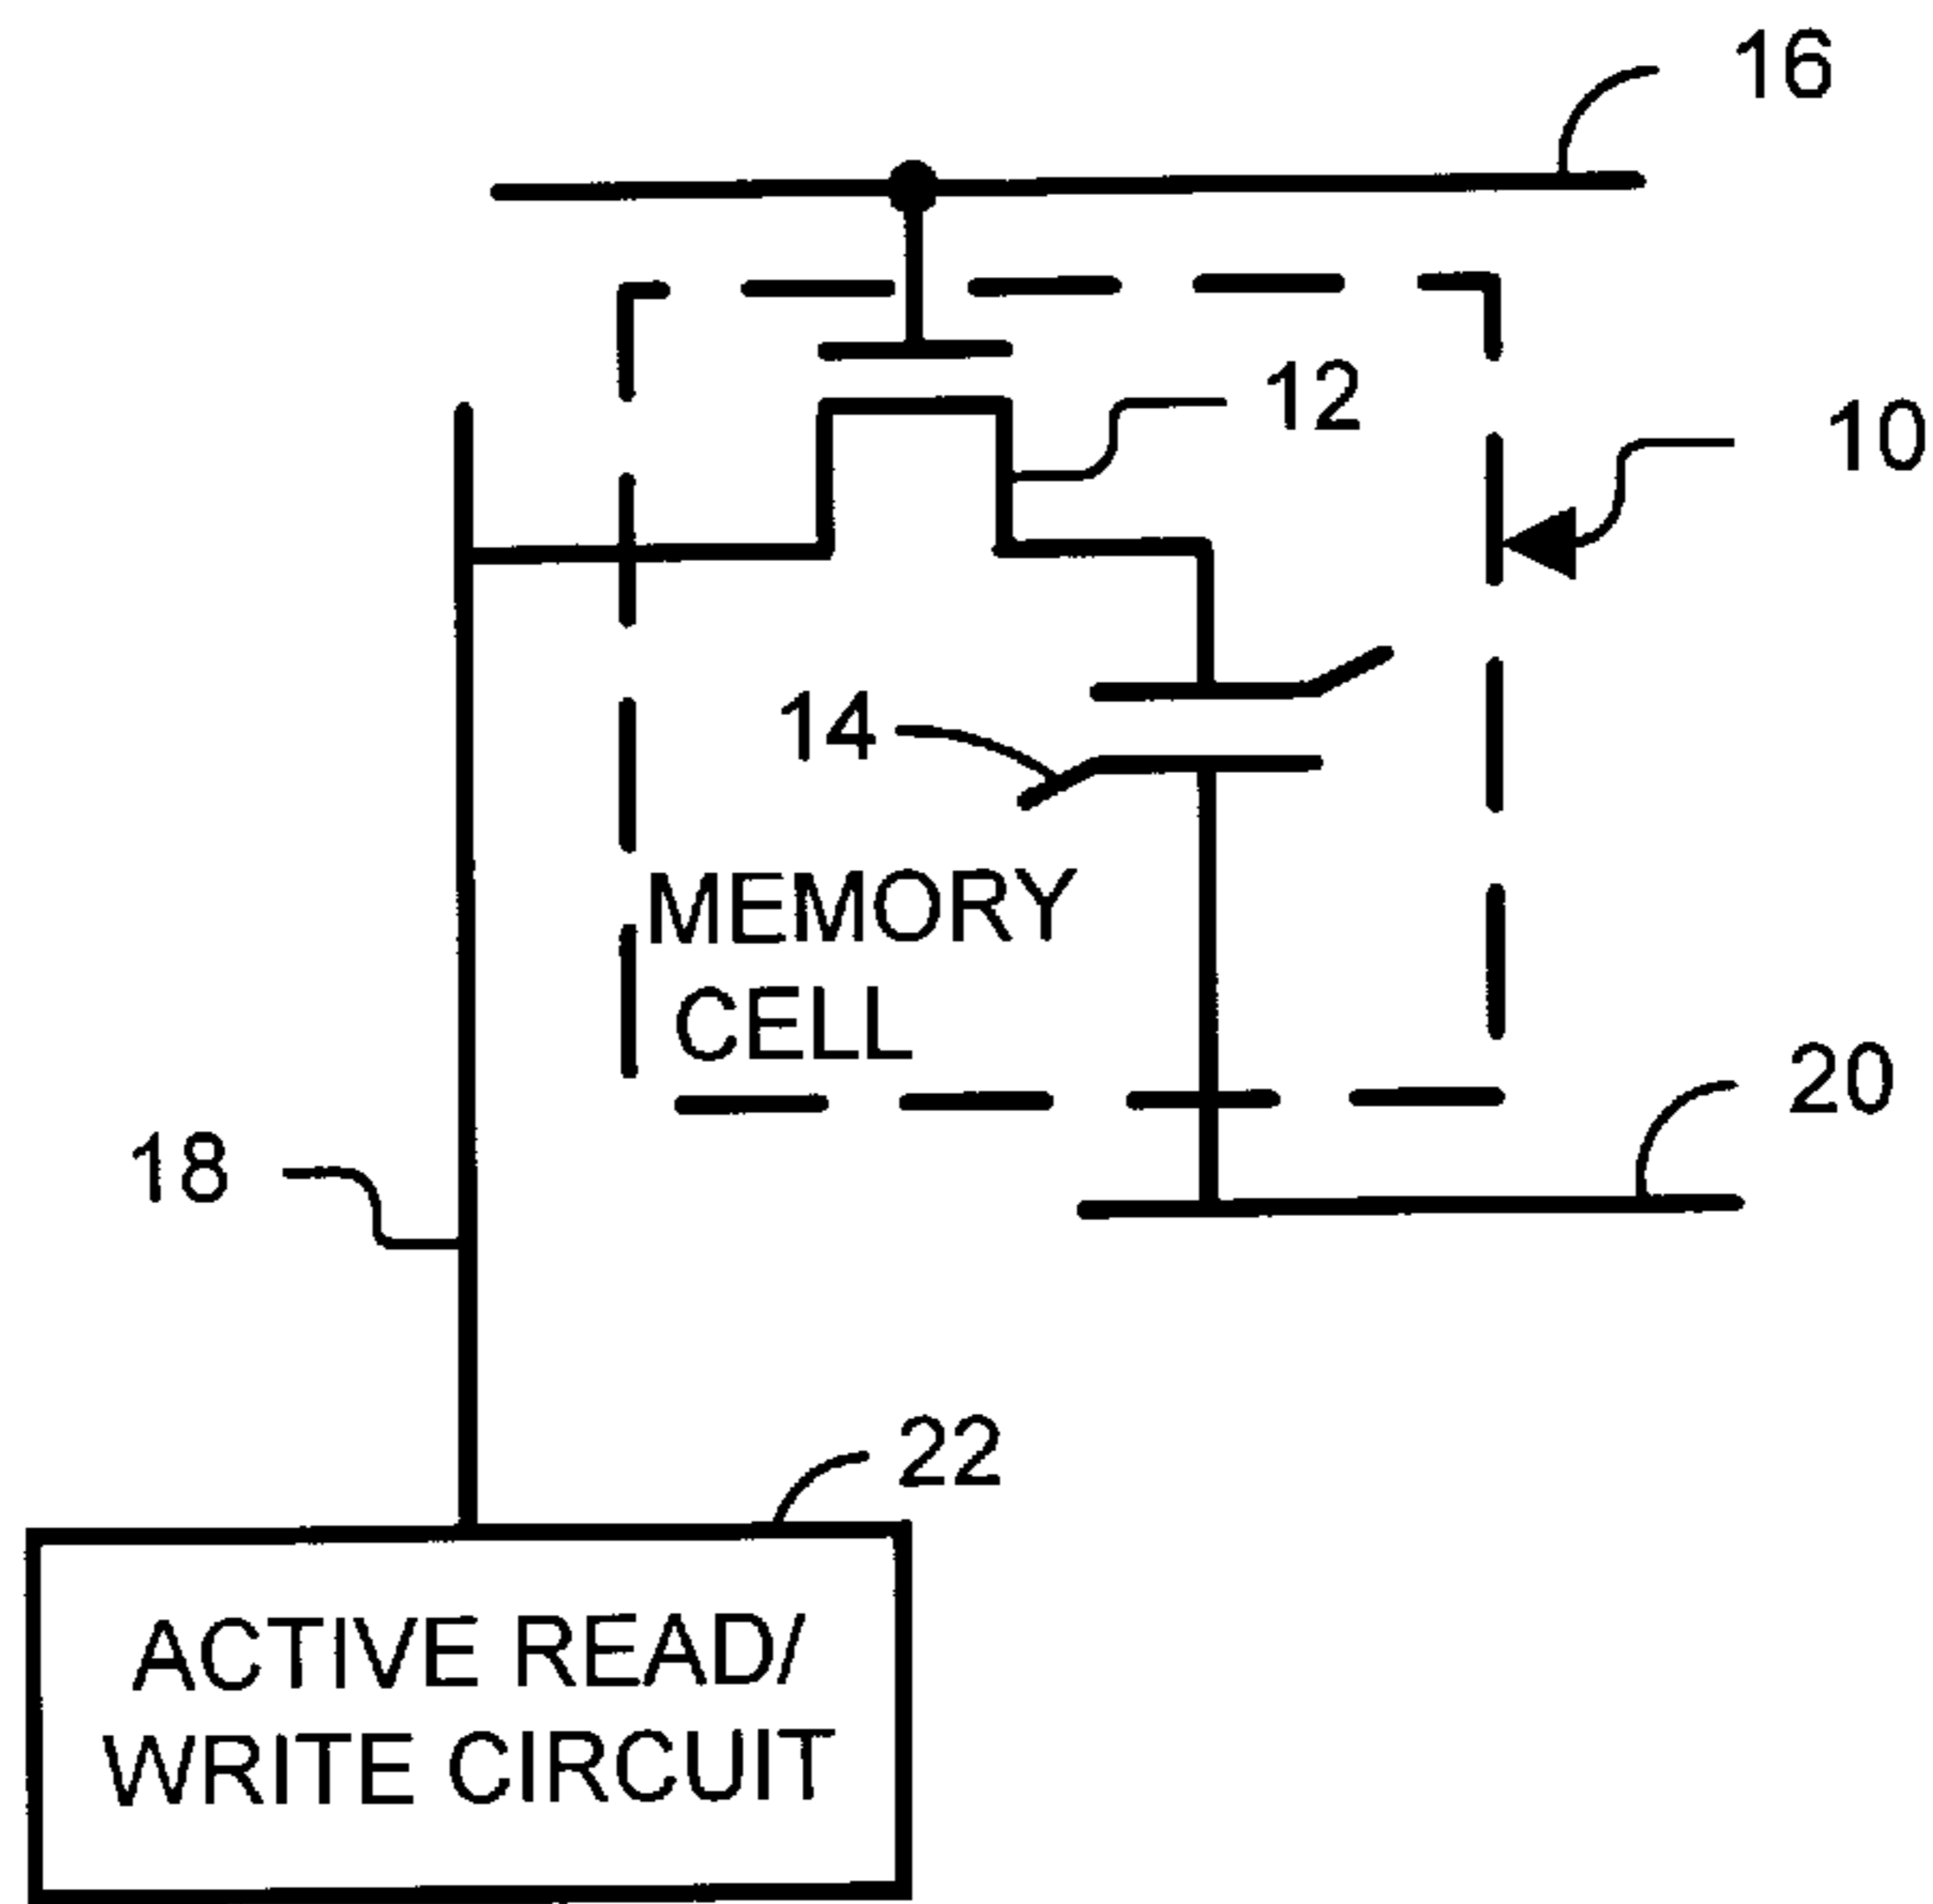 16
12
10
14
MEMORY
CELL
20
18
22
ACTIVE READ/
WRITE CIRCUIT